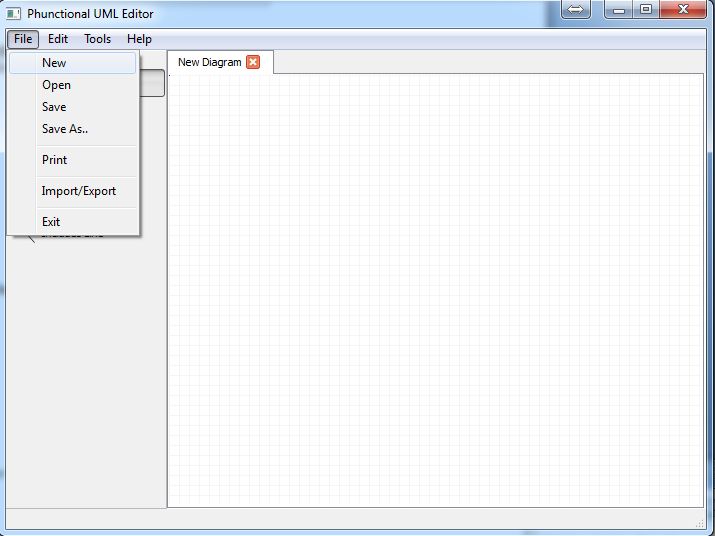 Phunctional UML Editor
File Edit Tools Help
New Diagram
New
Open
Save
Save As..
Print
Import/Export
Exit